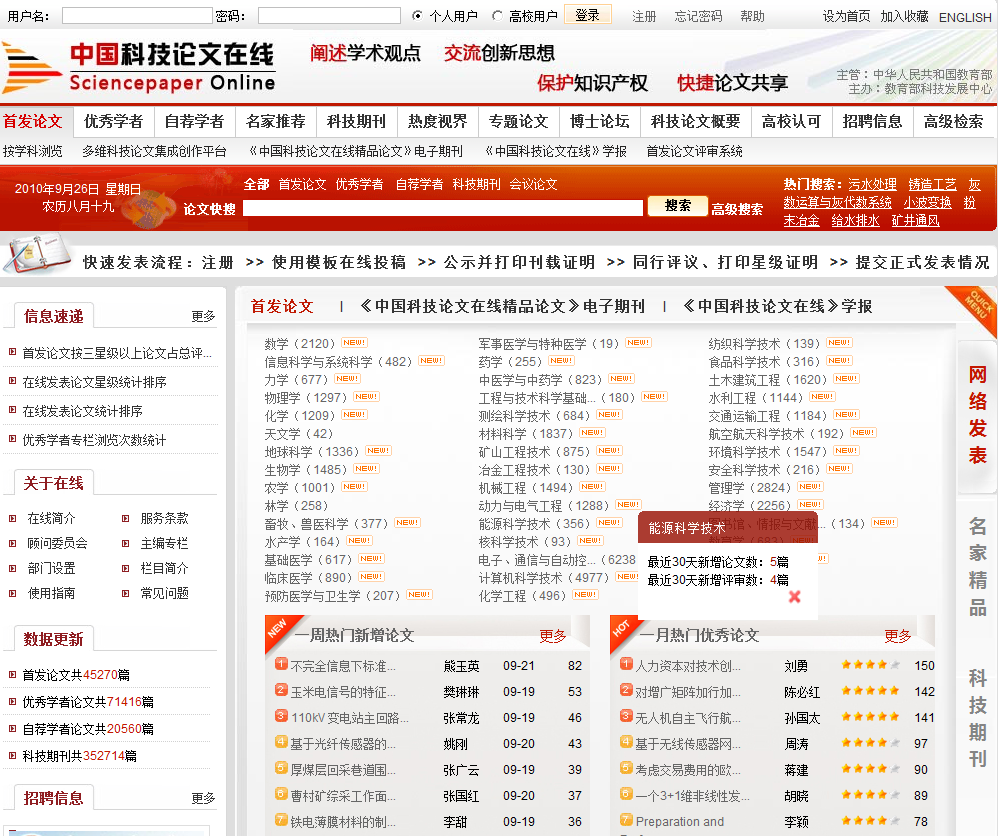 用户名： 密码： 个人用户 高校用户 登录 注册 忘记密码 帮助 设为首页 加入收藏 ENGLISH
中国科技论文在线
Sciencepaper Online
阐述学术观点 交流创新思想
保护知识产权 快捷论文共享
主管：中华人民共和国教育部
主办：教育部科技发展中心
首发论文 优秀学者 自荐学者 名家推荐 科技期刊 热度视界 专题论文 博士论坛 科技论文概要 高校认可 招聘信息 高级检索
按学科浏览 多维科技论文集成创作平台 《中国科技论文在线精品论文》电子期刊 《中国科技论文在线》学报 首发论文评审系统
2010年9月26日 星期日
农历八月十九
全部 首发论文 优秀学者 自荐学者 科技期刊 会议论文
论文快搜 搜索 高级搜索
热门搜索：污水处理 铸造工艺 灰
数运算与灰代数系统 小波变换 粉
末冶金 给水排水 矿井通风
快速发表流程：注册 >> 使用模板在线投稿 >> 公示并打印刊载证明 >> 同行评议、打印星级证明 >> 提交正式发表情况
信息速递 更多
首发论文按三星级以上论文占总评...
在线发表论文星级统计排序
在线发表论文统计排序
优秀学者专栏浏览次数统计
关于在线
在线简介 服务条款
顾问委员会 主编专栏
部门设置 栏目简介
使用指南 常见问题
数据更新
首发论文共45270篇
优秀学者论文共71416篇
自荐学者论文共20560篇
科技期刊共352714篇
招聘信息 更多
首发论文 | 《中国科技论文在线精品论文》电子期刊 | 《中国科技论文在线》学报
QUICK MENU
数学（2120）NEW!
信息科学与系统科学（482）NEW!
力学（677）NEW!
物理学（1297）NEW!
化学（1209）NEW!
天文学（42）
地球科学（1336）NEW!
生物学（1485）NEW!
农学（1001）NEW!
林学（258）
畜牧、兽医科学（377）NEW!
水产学（164）NEW!
基础医学（617）NEW!
临床医学（890）NEW!
预防医学与卫生学（207）NEW!
军事医学与特种医学（19）NEW!
药学（255）NEW!
中医学与中药学（823）NEW!
工程与技术科学基础...（180）NEW!
测绘科学技术（684）NEW!
材料科学（1837）NEW!
矿山工程技术（875）NEW!
冶金工程技术（130）NEW!
机械工程（1494）NEW!
动力与电气工程（1288）NEW!
能源科学技术（356）NEW!
核科学技术（93）NEW!
电子、通信与自动控...（6238
计算机科学技术（4977）NEW!
化学工程（496）NEW!
纺织科学技术（139）NEW!
食品科学技术（316）NEW!
土木建筑工程（1620）NEW!
水利工程（1144）NEW!
交通运输工程（1184）NEW!
航空航天科学技术（192）NEW!
环境科学技术（1547）NEW!
安全科学技术（216）NEW!
管理学（2824）NEW!
经济学（2256）NEW!
图书馆、情报与文献...（134）NEW!
教育学（683）NEW!
能源科学技术
最近30天新增论文数：5篇
最近30天新增评审数：4篇
NEW 一周热门新增论文 更多
1 不完全信息下标准... 熊玉英 09-21 82
2 玉米电信号的特征... 樊琳琳 09-19 53
3 110kV 变电站主回路... 张常龙 09-19 46
4 基于光纤传感器的... 姚刚 09-20 43
5 厚煤层回采巷道围... 张广云 09-19 39
6 曹村矿综采工作面... 张国红 09-20 37
7 铁电薄膜材料的制... 李甜 09-19 36
HOT 一月热门优秀论文 更多
1 人力资本对技术创... 刘勇 150
2 对增广矩阵加行加... 陈必红 142
3 无人机自主飞行航... 孙国太 141
4 基于无线传感器网... 周涛 97
5 考虑交易费用的欧... 蒋建 90
6 一个3+1维非线性发... 胡晓 89
7 Preparation and 李颖 78
网络发表
名家精品
科技期刊